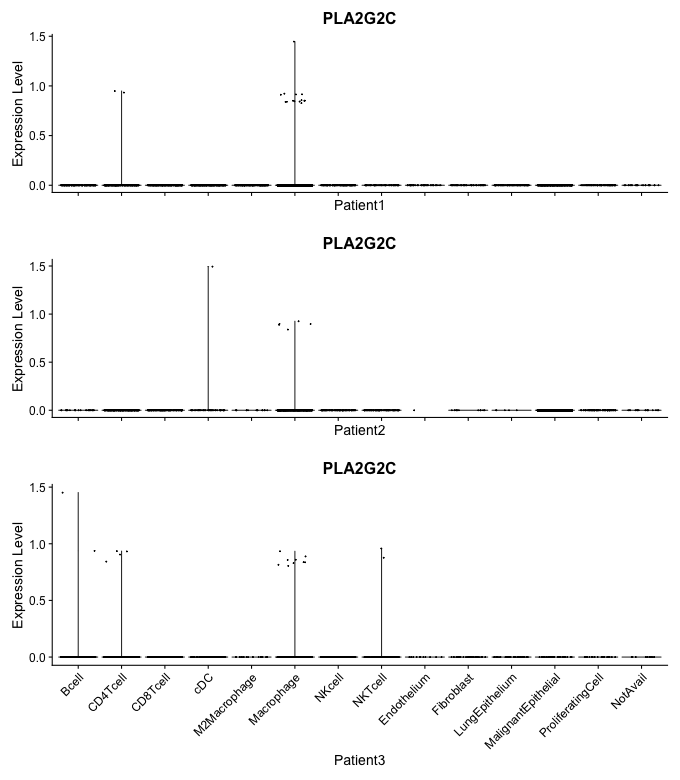 PLA2G2C
Expression Level
1.5
1.0
0.5
0.0
Patient1
PLA2G2C
Expression Level
1.5
1.0
0.5
0.0
Patient2
PLA2G2C
Expression Level
1.5
1.0
0.5
0.0
Bcell
CD4Tcell
CD8Tcell
cDC
M2Macrophage
Macrophage
NKcell
NKTcell
Endothelium
Fibroblast
LungEpithelium
MalignantEpithelial
ProliferatingCell
NotAvail
Patient3